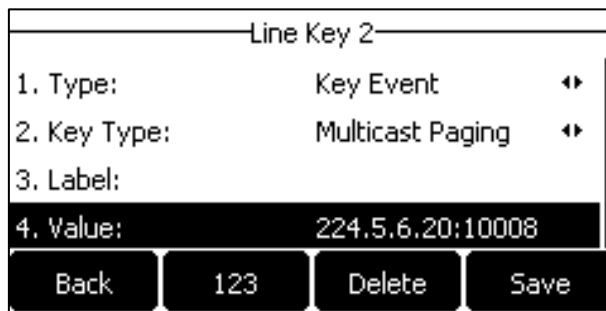 Line Key 2
1. Type: Key Event
2. Key Type: Multicast Paging
3. Label:
4. Value: 224.5.6.20:10008
Back 123 Delete Save